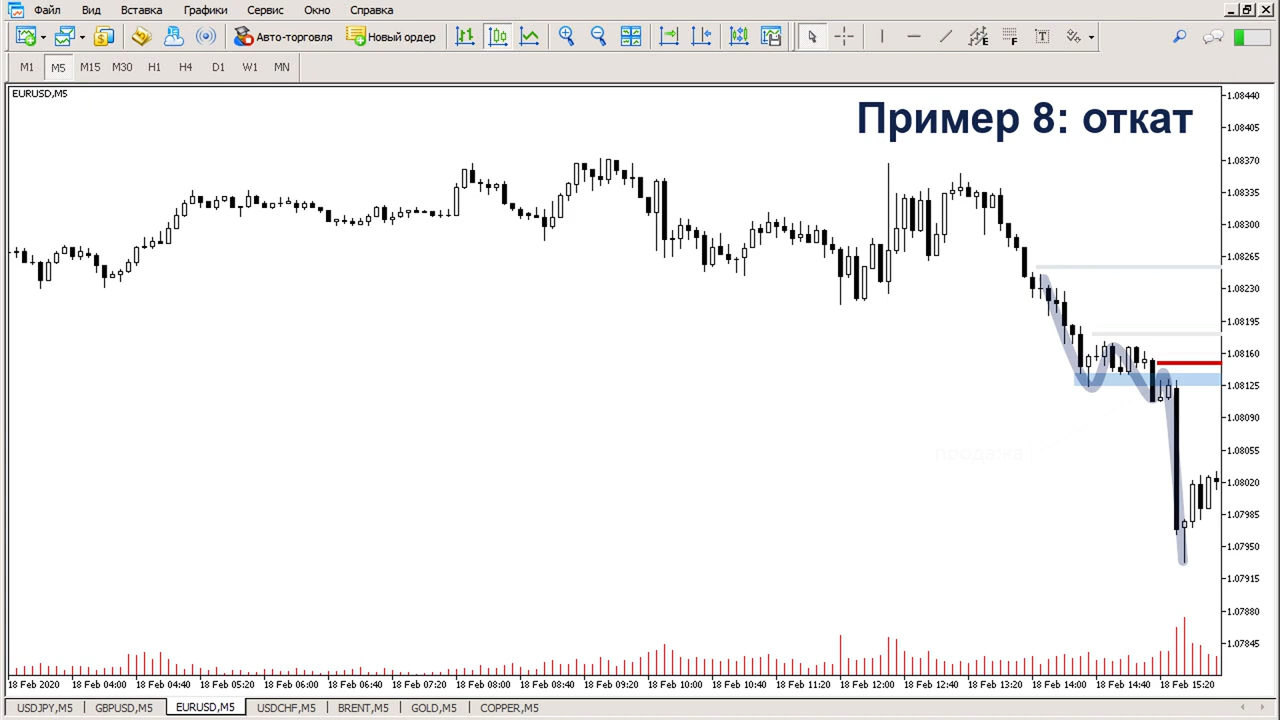 Файл Вид Вставка Графики Сервис Окно Справка
Авто-торговля Новый ордер
M1 M5 M15 M30 H1 H4 D1 W1 MN
EURUSD,M5
Пример 8: откат
1.08440
1.08405
1.08370
1.08335
1.08300
1.08265
1.08230
1.08195
1.08160
1.08125
1.08090
1.08055
продажа
1.08020
1.07985
1.07950
1.07915
1.07880
1.07845
18 Feb 2020 18 Feb 04:00 18 Feb 04:40 18 Feb 05:20 18 Feb 06:00 18 Feb 06:40 18 Feb 07:20 18 Feb 08:00 18 Feb 08:40 18 Feb 09:20 18 Feb 10:00 18 Feb 10:40 18 Feb 11:20 18 Feb 12:00 18 Feb 12:40 18 Feb 13:20 18 Feb 14:00 18 Feb 14:40 18 Feb 15:20
USDJPY,M5 GBPUSD,M5 EURUSD,M5 USDCHF,M5 BRENT,M5 GOLD,M5 COPPER,M5